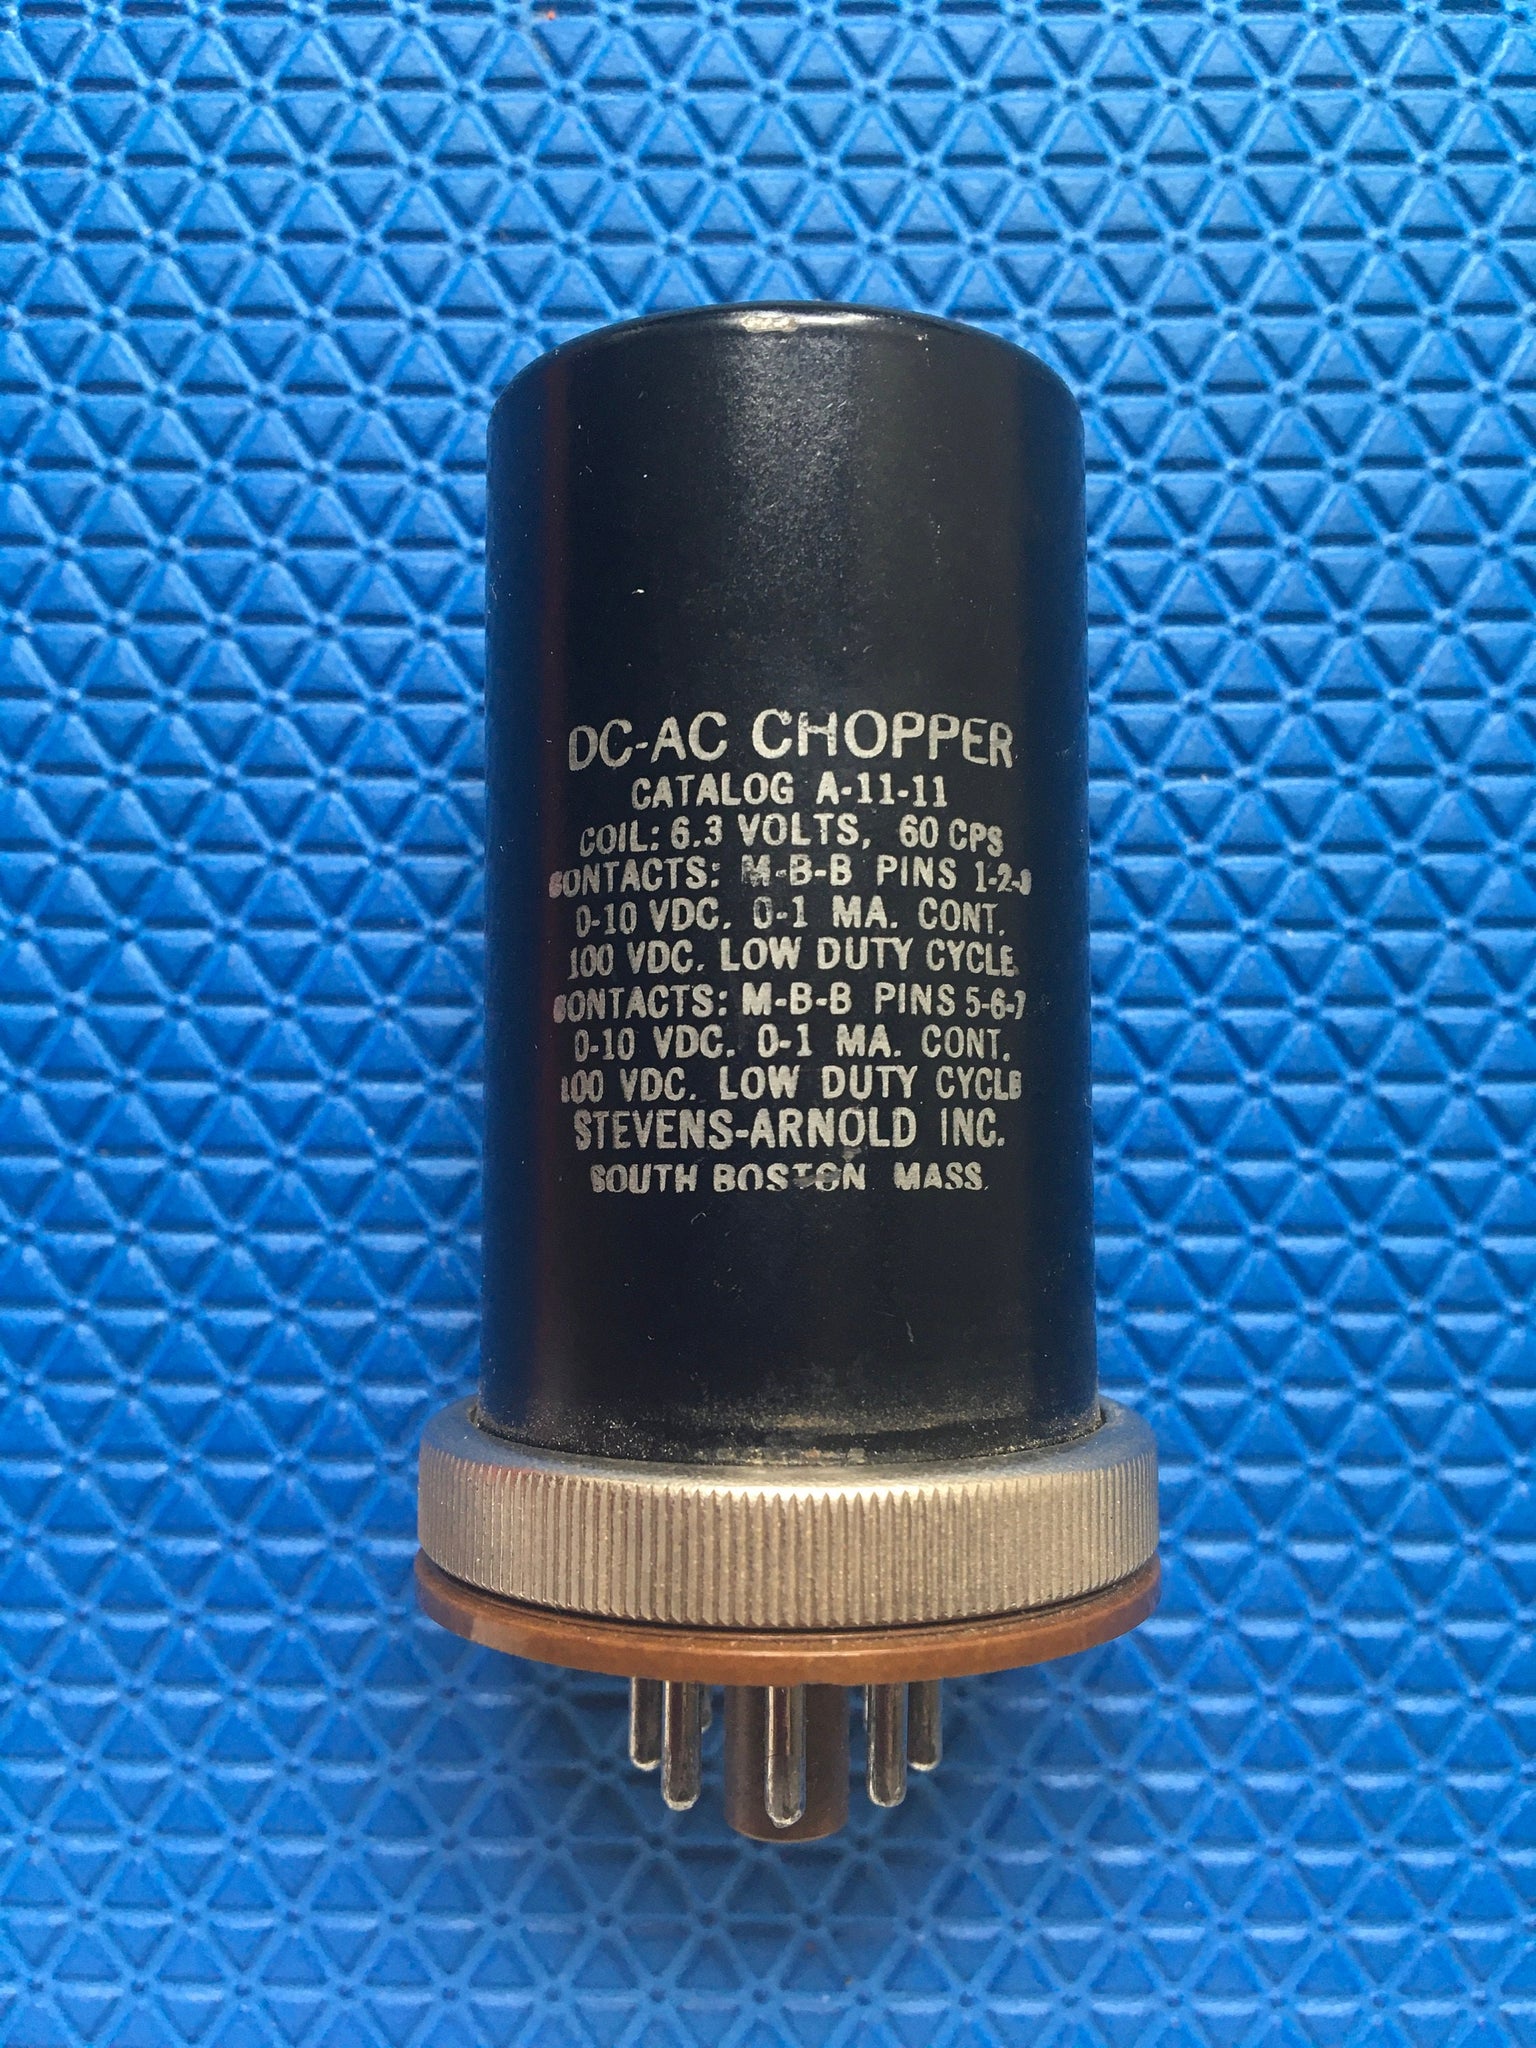 DC-AC CHOPPER
CATALOG A-11-11
COIL: 6.3 VOLTS, 60 CPS
CONTACTS: M-B-B PINS 1-2-3
0-10 VDC. 0-1 MA. CONT.
100 VDC. LOW DUTY CYCLE
CONTACTS: M-B-B PINS 5-6-7
0-10 VDC. 0-1 MA. CONT.
100 VDC. LOW DUTY CYCLE
STEVENS-ARNOLD INC.
SOUTH BOSTON, MASS.